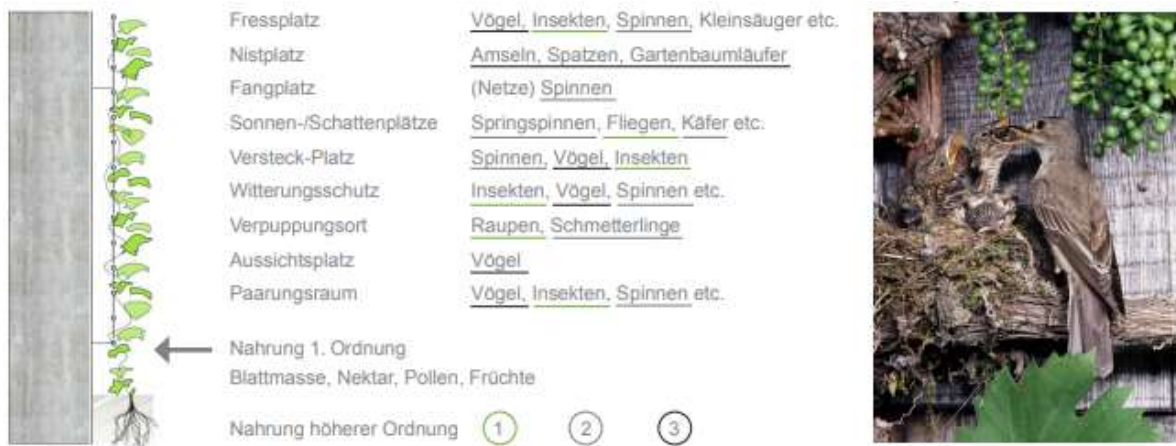 Fressplatz Vögel, Insekten, Spinnen, Kleinsäuger etc.
Nistplatz Amseln, Spatzen, Gartenbaumläufer
Fangplatz (Netze) Spinnen
Sonnen-/Schattenplätze Springspinnen, Fliegen, Käfer etc.
Versteck-Platz Spinnen, Vögel, Insekten
Witterungsschutz Insekten, Vögel, Spinnen etc.
Verpuppungsort Raupen, Schmetterlinge
Aussichtsplatz Vögel
Paarungsraum Vögel, Insekten, Spinnen etc.
Nahrung 1. Ordnung
Blattmasse, Nektar, Pollen, Früchte
Nahrung höherer Ordnung 1 2 3